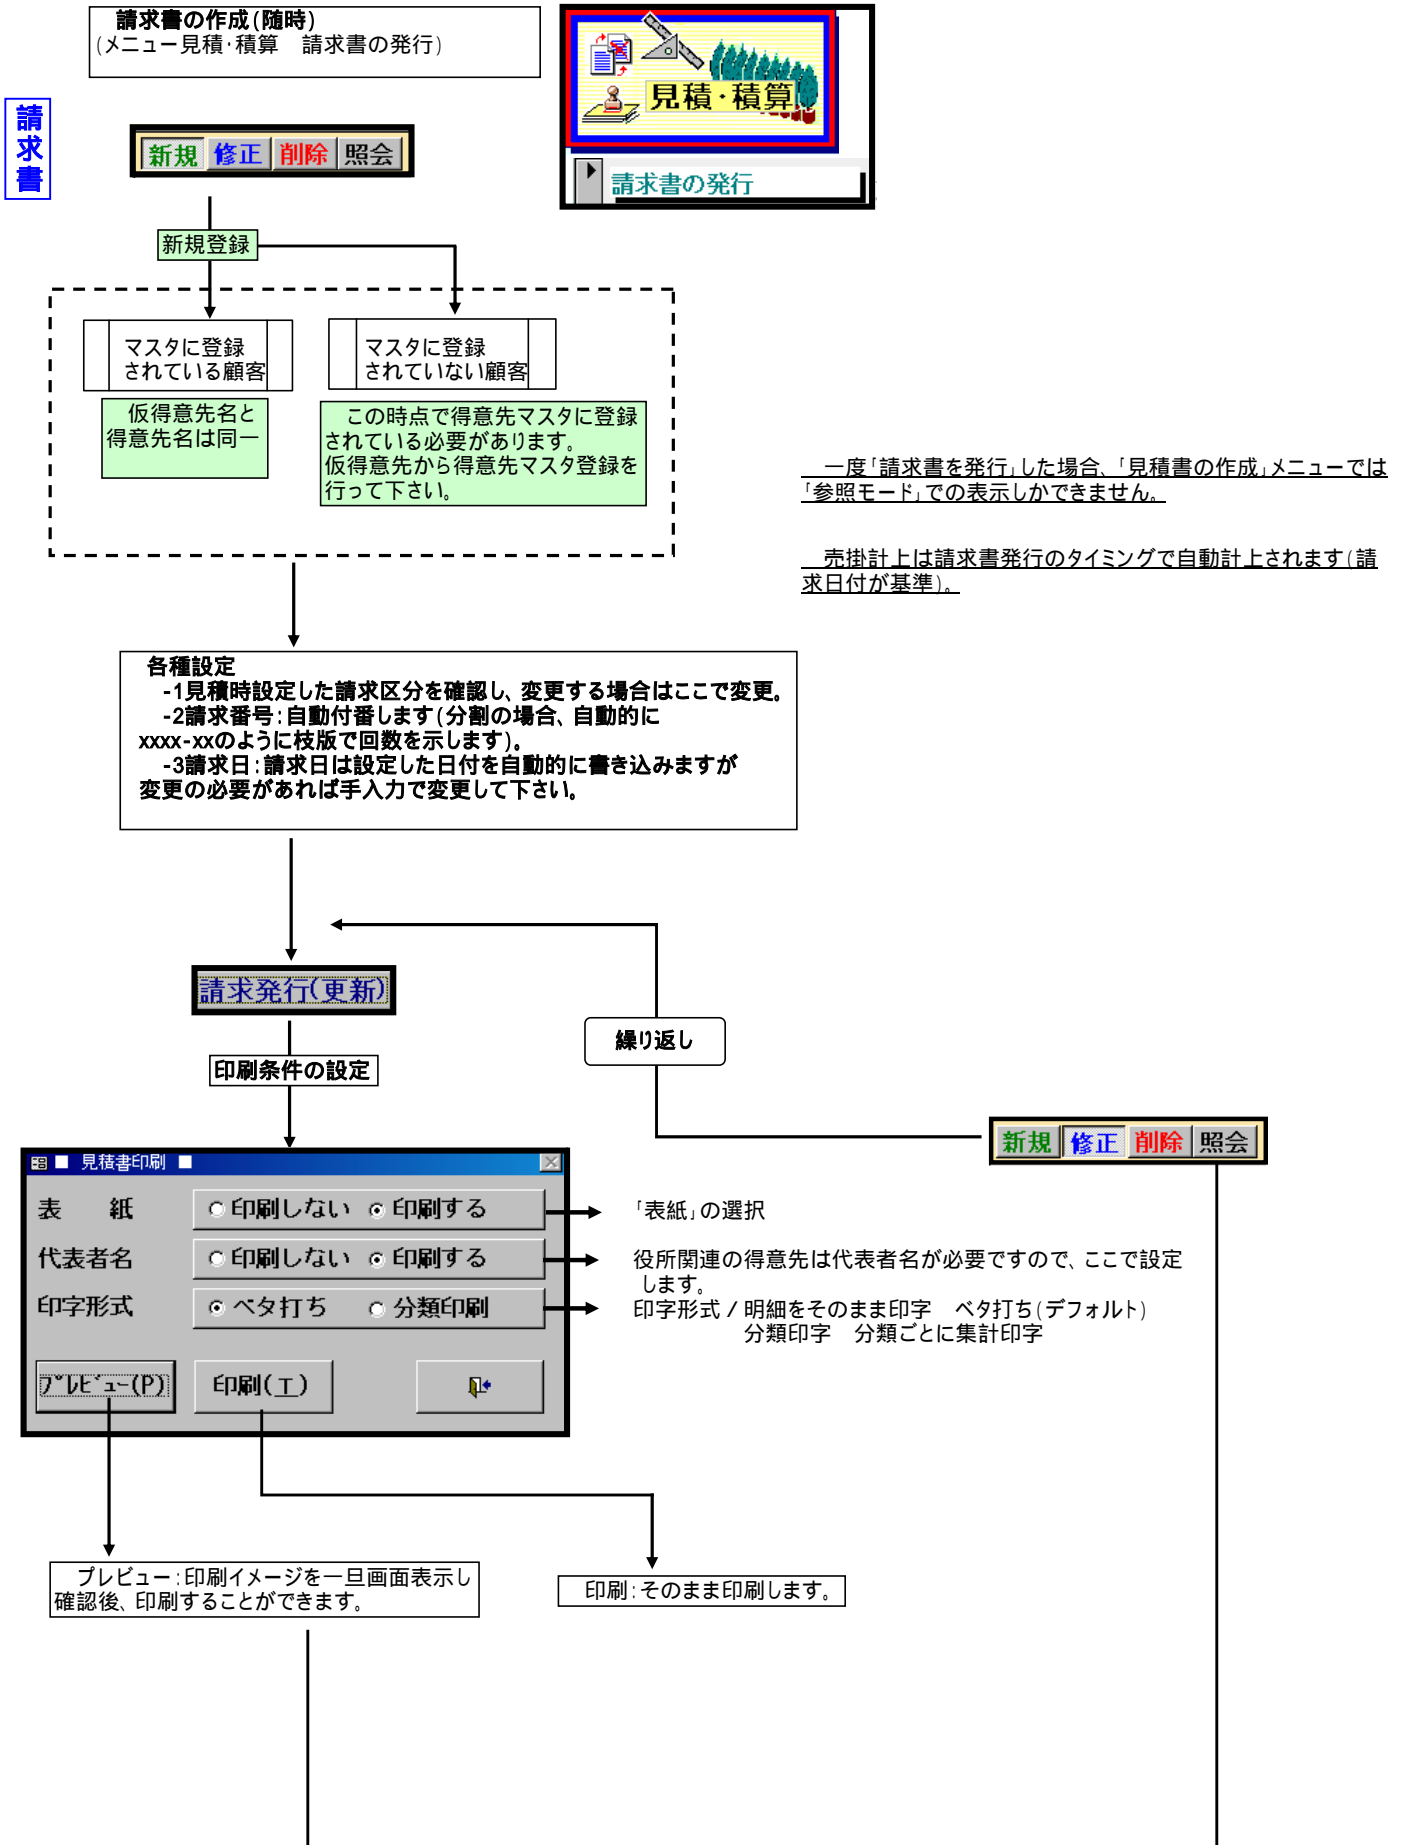 請求書の作成(随時)
(メニュー見積・積算　請求書の発行)
見積・積算
請求書の発行
請求書
新規 修正 削除 照会
新規登録
マスタに登録
されている顧客
マスタに登録
されていない顧客
仮得意先名と
得意先名は同一
この時点で得意先マスタに登録
されている必要があります。
仮得意先から得意先マスタ登録を
行って下さい。
一度「請求書を発行」した場合、「見積書の作成」メニューでは
「参照モード」での表示しかできません。
売掛計上は請求書発行のタイミングで自動計上されます(請
求日付が基準)。
各種設定
-1見積時設定した請求区分を確認し、変更する場合はここで変更。
-2請求番号:自動付番します(分割の場合、自動的に
xxxx-xxのように枝版で回数を示します)。
-3請求日:請求日は設定した日付を自動的に書き込みますが
変更の必要があれば手入力で変更して下さい。
請求発行(更新)
繰り返し
印刷条件の設定
新規 修正 削除 照会
■ 見積書印刷 ■
表　紙 印刷しない 印刷する
「表紙」の選択
代表者名 印刷しない 印刷する
役所関連の得意先は代表者名が必要ですので、ここで設定
します。
印字形式 ベタ打ち 分類印刷
印字形式 / 明細をそのまま印字　ベタ打ち(デフォルト)
分類印字　分類ごとに集計印字
ﾌﾟﾚﾋﾞｭｰ(P) 印刷(T)
プレビュー:印刷イメージを一旦画面表示し
確認後、印刷することができます。
印刷:そのまま印刷します。